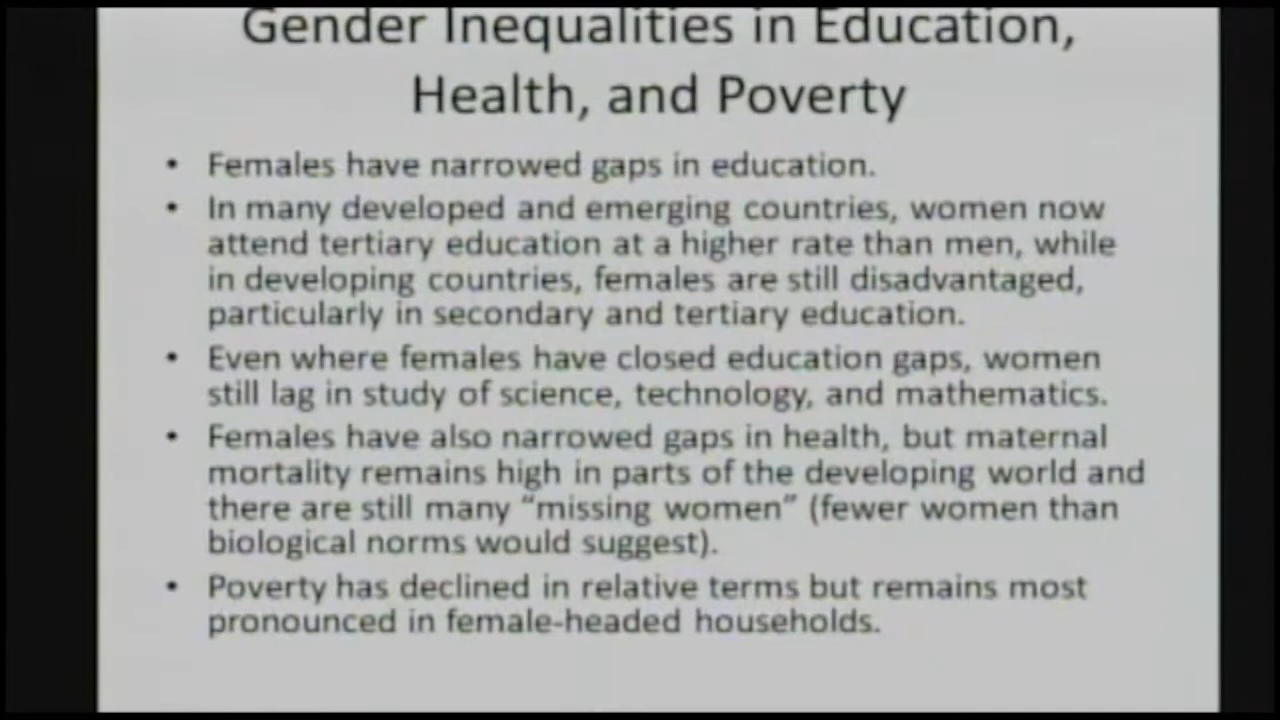 Gender Inequalities in Education,
Health, and Poverty
• Females have narrowed gaps in education.
• In many developed and emerging countries, women now
attend tertiary education at a higher rate than men, while
in developing countries, females are still disadvantaged,
particularly in secondary and tertiary education.
• Even where females have closed education gaps, women
still lag in study of science, technology, and mathematics.
• Females have also narrowed gaps in health, but maternal
mortality remains high in parts of the developing world and
there are still many “missing women” (fewer women than
biological norms would suggest).
• Poverty has declined in relative terms but remains most
pronounced in female-headed households.